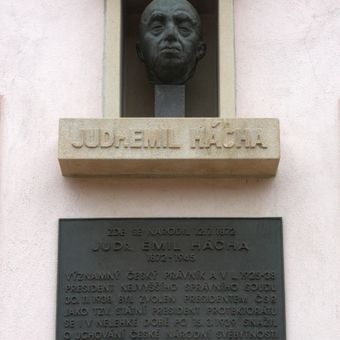 JUDR EMIL HÁCHA
ZDE SE NARODIL 12.7.1872
JUDR. EMIL HÁCHA
1872-1945
VÝZNAMNÝ ČESKÝ PRÁVNÍK A V L. 1925-38
PRESIDENT NEJVYŠŠÍHO SPRÁVNÍHO SOUDU.
30.11.1938 BYL ZVOLEN PRESIDENTEM ČSR
JAKO TZV. STÁTNÍ PRESIDENT PROTEKTORÁTU
SE I V NELEHKÉ DOBĚ PO 15.3.1939 SNAŽIL
O UCHOVÁNÍ ČESKÉ NÁRODNÍ SVÉBYTNOSTI